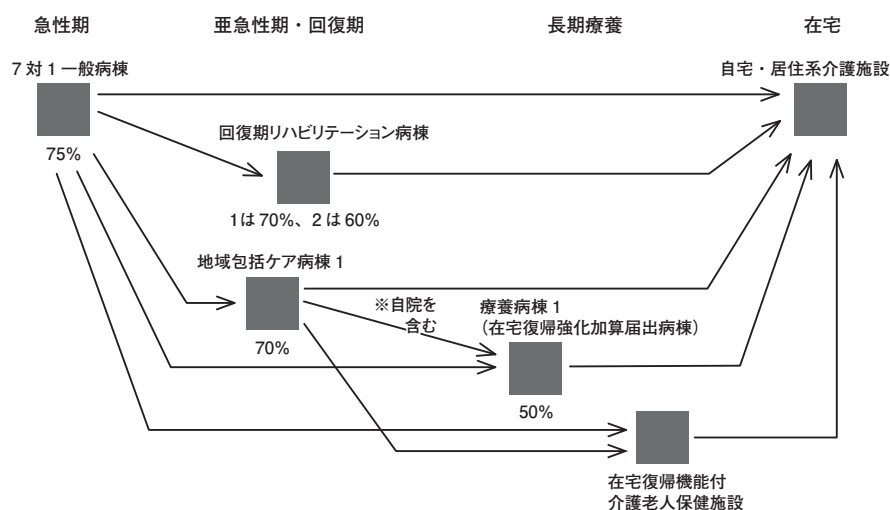 急性期
亜急性期・回復期
長期療養
在宅
7対1一般病棟
自宅・居住系介護施設
75%
回復期リハビリテーション病棟
1は70%、2は60%
地域包括ケア病棟1
70%
※自院を
含む
療養病棟1
（在宅復帰強化加算届出病棟）
50%
在宅復帰機能付
介護老人保健施設